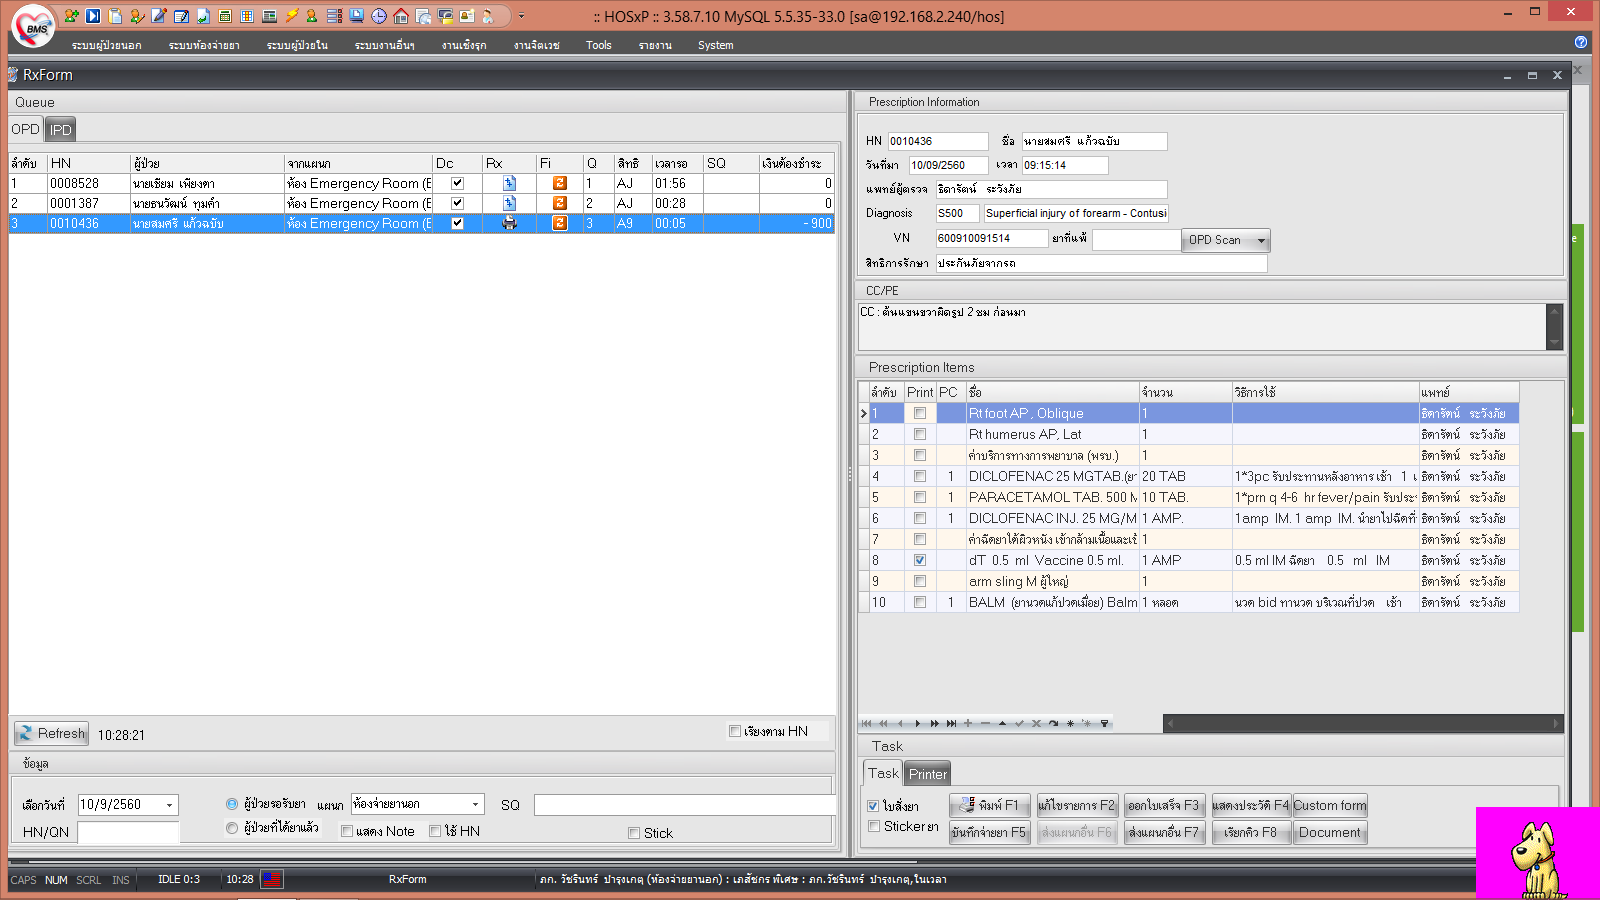 :: HOSxP :: 3.58.7.10 MySQL 5.5.35-33.0 [sa@192.168.2.240/hos]
BMS
ระบบผู้ป่วยนอก ระบบห้องจ่ายยา ระบบผู้ป่วยใน ระบบงานอื่นๆ งานเชิงรุก งานจิตเวช Tools รายงาน System
RxForm
Queue
OPD IPD
ลำดับ HN ผู้ป่วย จากแผนก Dc Rx Fi Q สิทธิ เวลารอ SQ เงินต้องชำระ
1 0008528 นายเชียม เพียงตา ห้อง Emergency Room (E 1 AJ 01:56 0
2 0001387 นายธนวัฒน์ ทุมคำ ห้อง Emergency Room (E 2 AJ 00:28 0
3 0010436 นายสมศรี แก้วฉบับ ห้อง Emergency Room (E 3 A9 00:05 -900
Refresh 10:28:21 เรียงตาม HN
ข้อมูล
เลือกวันที่ 10/9/2560 ผู้ป่วยรอรับยา แผนก ห้องจ่ายยานอก SQ
HN/QN ผู้ป่วยที่ได้ยาแล้ว แสดง Note ใช้ HN Stick
Prescription Information
HN 0010436 ชื่อ นายสมศรี แก้วฉบับ
วันที่มา 10/09/2560 เวลา 09:15:14
แพทย์ผู้ตรวจ ธิดารัตน์ ระวังภัย
Diagnosis S500 Superficial injury of forearm - Contusi
VN 600910091514 ยาที่แพ้ OPD Scan
สิทธิการรักษา ประกันภัยจากรถ
CC/PE
CC : ต้นแขนขวาผิดรูป 2 ชม ก่อนมา
Prescription Items
ลำดับ Print PC ชื่อ จำนวน วิธีการใช้ แพทย์
1 Rt foot AP , Oblique 1 ธิดารัตน์ ระวังภัย
2 Rt humerus AP, Lat 1 ธิดารัตน์ ระวังภัย
3 ค่าบริการทางการพยาบาล (พรบ.) 1 ธิดารัตน์ ระวังภัย
4 1 DICLOFENAC 25 MGTAB.(ย 20 TAB 1*3pc รับประทานหลังอาหาร เช้า 1 เ ธิดารัตน์ ระวังภัย
5 1 PARACETAMOL TAB. 500 M 10 TAB. 1*prn q 4-6 hr fever/pain รับประ ธิดารัตน์ ระวังภัย
6 1 DICLOFENAC INJ. 25 MG/M 1 AMP. 1amp IM. 1 amp IM. นำยาไปฉีดที่ ธิดารัตน์ ระวังภัย
7 ค่าฉีดยาใต้ผิวหนัง เข้ากล้ามเนื้อและเ 1 ธิดารัตน์ ระวังภัย
8 dT 0.5 ml Vaccine 0.5 ml. 1 AMP 0.5 ml IM ฉีดยา 0.5 ml IM ธิดารัตน์ ระวังภัย
9 arm sling M ผู้ใหญ่ 1 ธิดารัตน์ ระวังภัย
10 1 BALM (ยานวดแก้ปวดเมื่อย) Balm 1 หลอด นวด bid ทานวด บริเวณที่ปวด เช้า ธิดารัตน์ ระวังภัย
Task
Task Printer
ใบสั่งยา พิมพ์ F1 แก้ไขรายการ F2 ออกใบเสร็จ F3 แสดงประวัติ F4 Custom form
Sticker ยา บันทึกจ่ายยา F5 ส่งแผนกอื่น F6 ส่งแผนกอื่น F7 เรียกคิว F8 Document
CAPS NUM SCRL INS IDLE 0:3 10:28 RxForm ภก. วัชรินทร์ บำรุงเกตุ (ห้องจ่ายยานอก) : เภสัชกร พิเศษ : ภก.วัชรินทร์ บำรุงเกตุ,ในเวลา